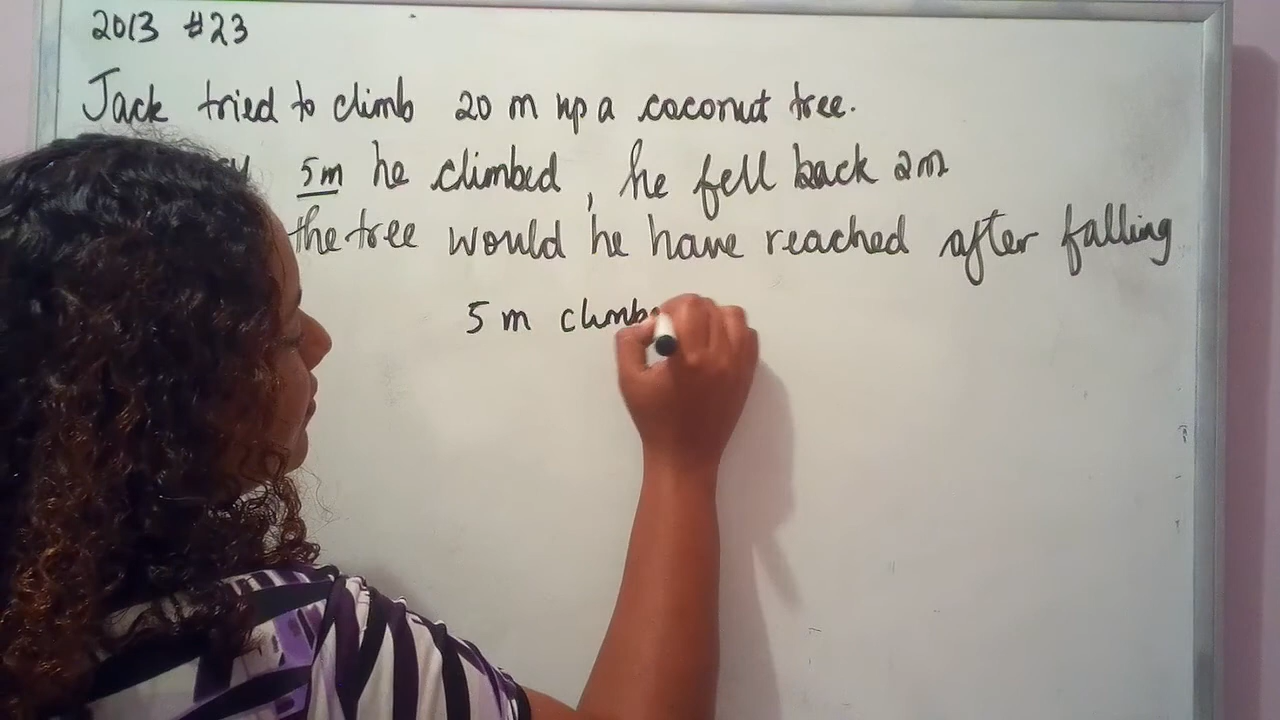 2013 #23
Jack tried to climb 20 m up a coconut tree.
5m he climbed, he fell back 2m
the tree would he have reached after falling
5 m climb